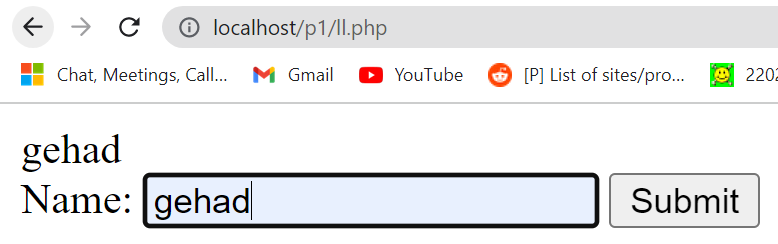 localhost/p1/ll.php
Chat, Meetings, Call... Gmail YouTube [P] List of sites/pro... 2202
gehad
Name: gehad Submit